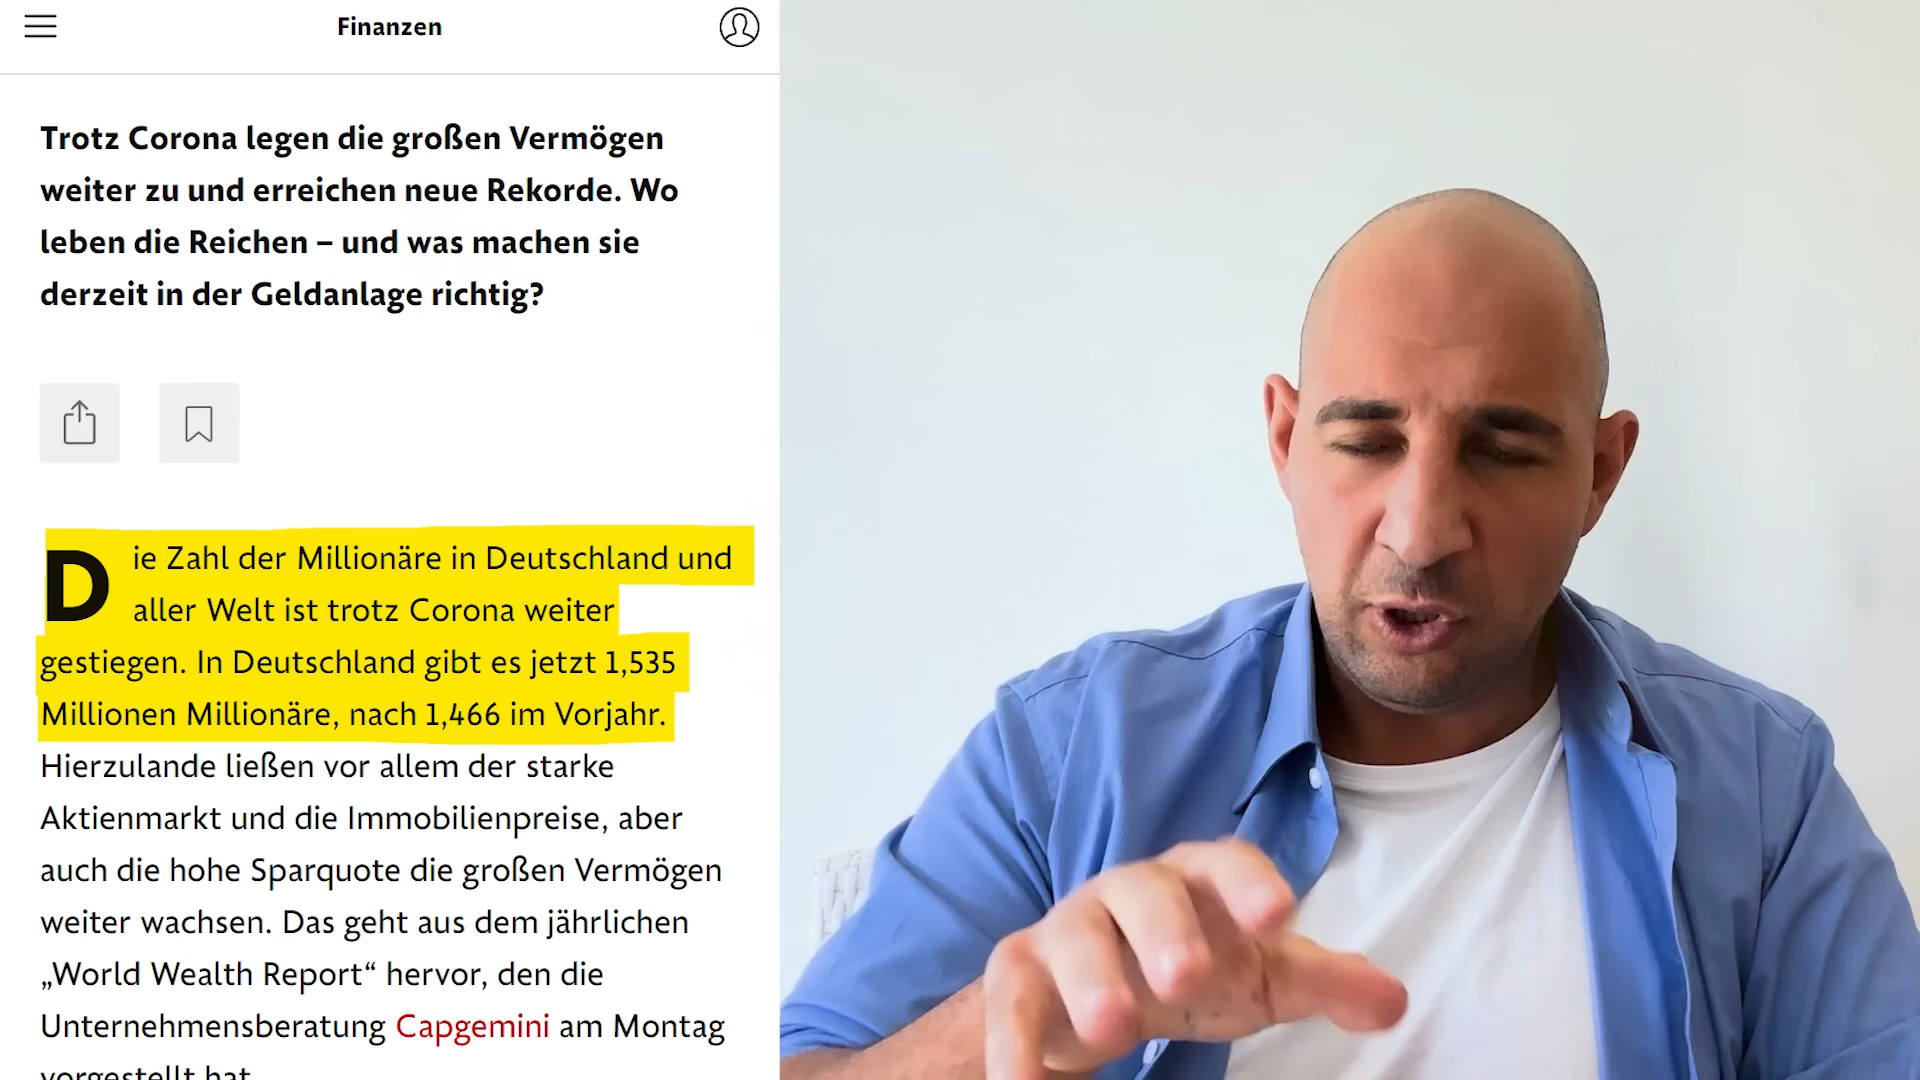 Finanzen
Trotz Corona legen die großen Vermögen
weiter zu und erreichen neue Rekorde. Wo
leben die Reichen – und was machen sie
derzeit in der Geldanlage richtig?
Die Zahl der Millionäre in Deutschland und
aller Welt ist trotz Corona weiter
gestiegen. In Deutschland gibt es jetzt 1,535
Millionen Millionäre, nach 1,466 im Vorjahr.
Hierzulande ließen vor allem der starke
Aktienmarkt und die Immobilienpreise, aber
auch die hohe Sparquote die großen Vermögen
weiter wachsen. Das geht aus dem jährlichen
„World Wealth Report“ hervor, den die
Unternehmensberatung Capgemini am Montag
vorgestellt hat.